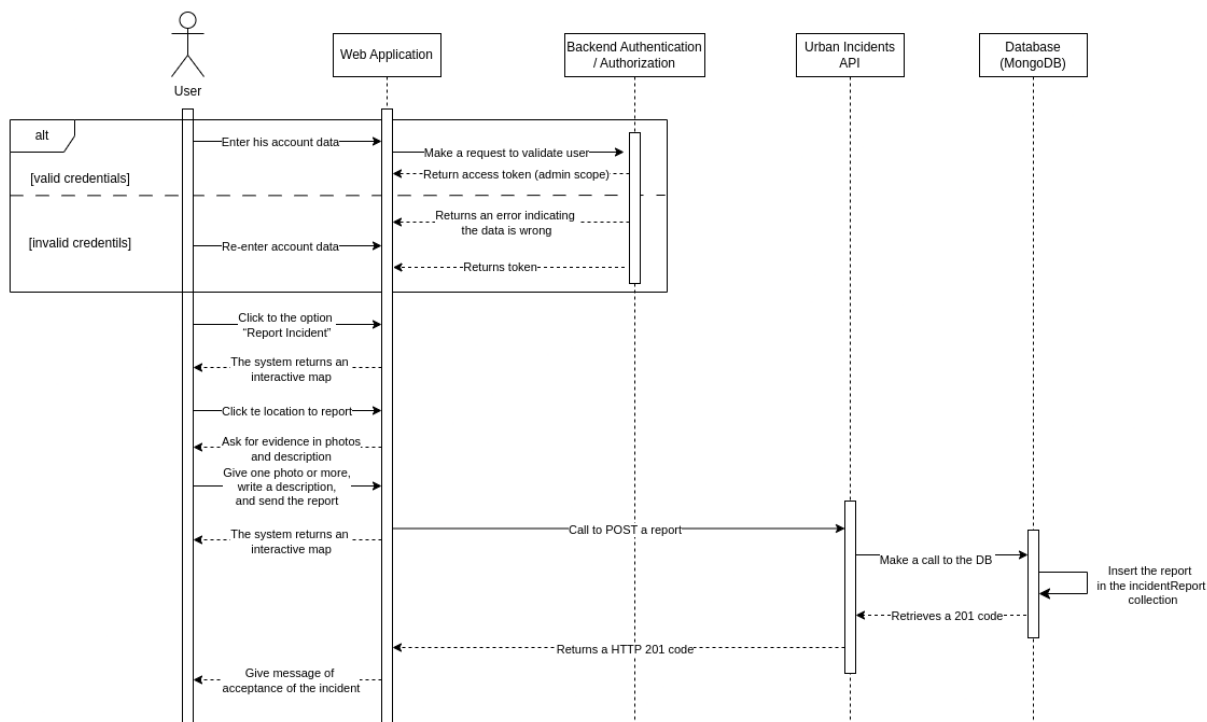 User
Web Application
Backend Authentication
/ Authorization
Urban Incidents
API
Database
(MongoDB)
alt
Enter his account data
Make a request to validate user
Return access token (admin scope)
[valid credentials]
Returns an error indicating
the data is wrong
[invalid credentils]
Re-enter account data
Returns token
Click to the option
“Report Incident”
The system returns an
interactive map
Click te location to report
Ask for evidence in photos
and description
Give one photo or more,
write a description,
and send the report
Call to POST a report
The system returns an
interactive map
Make a call to the DB
Insert the report
in the incidentReport
collection
Retrieves a 201 code
Returns a HTTP 201 code
Give message of
acceptance of the incident